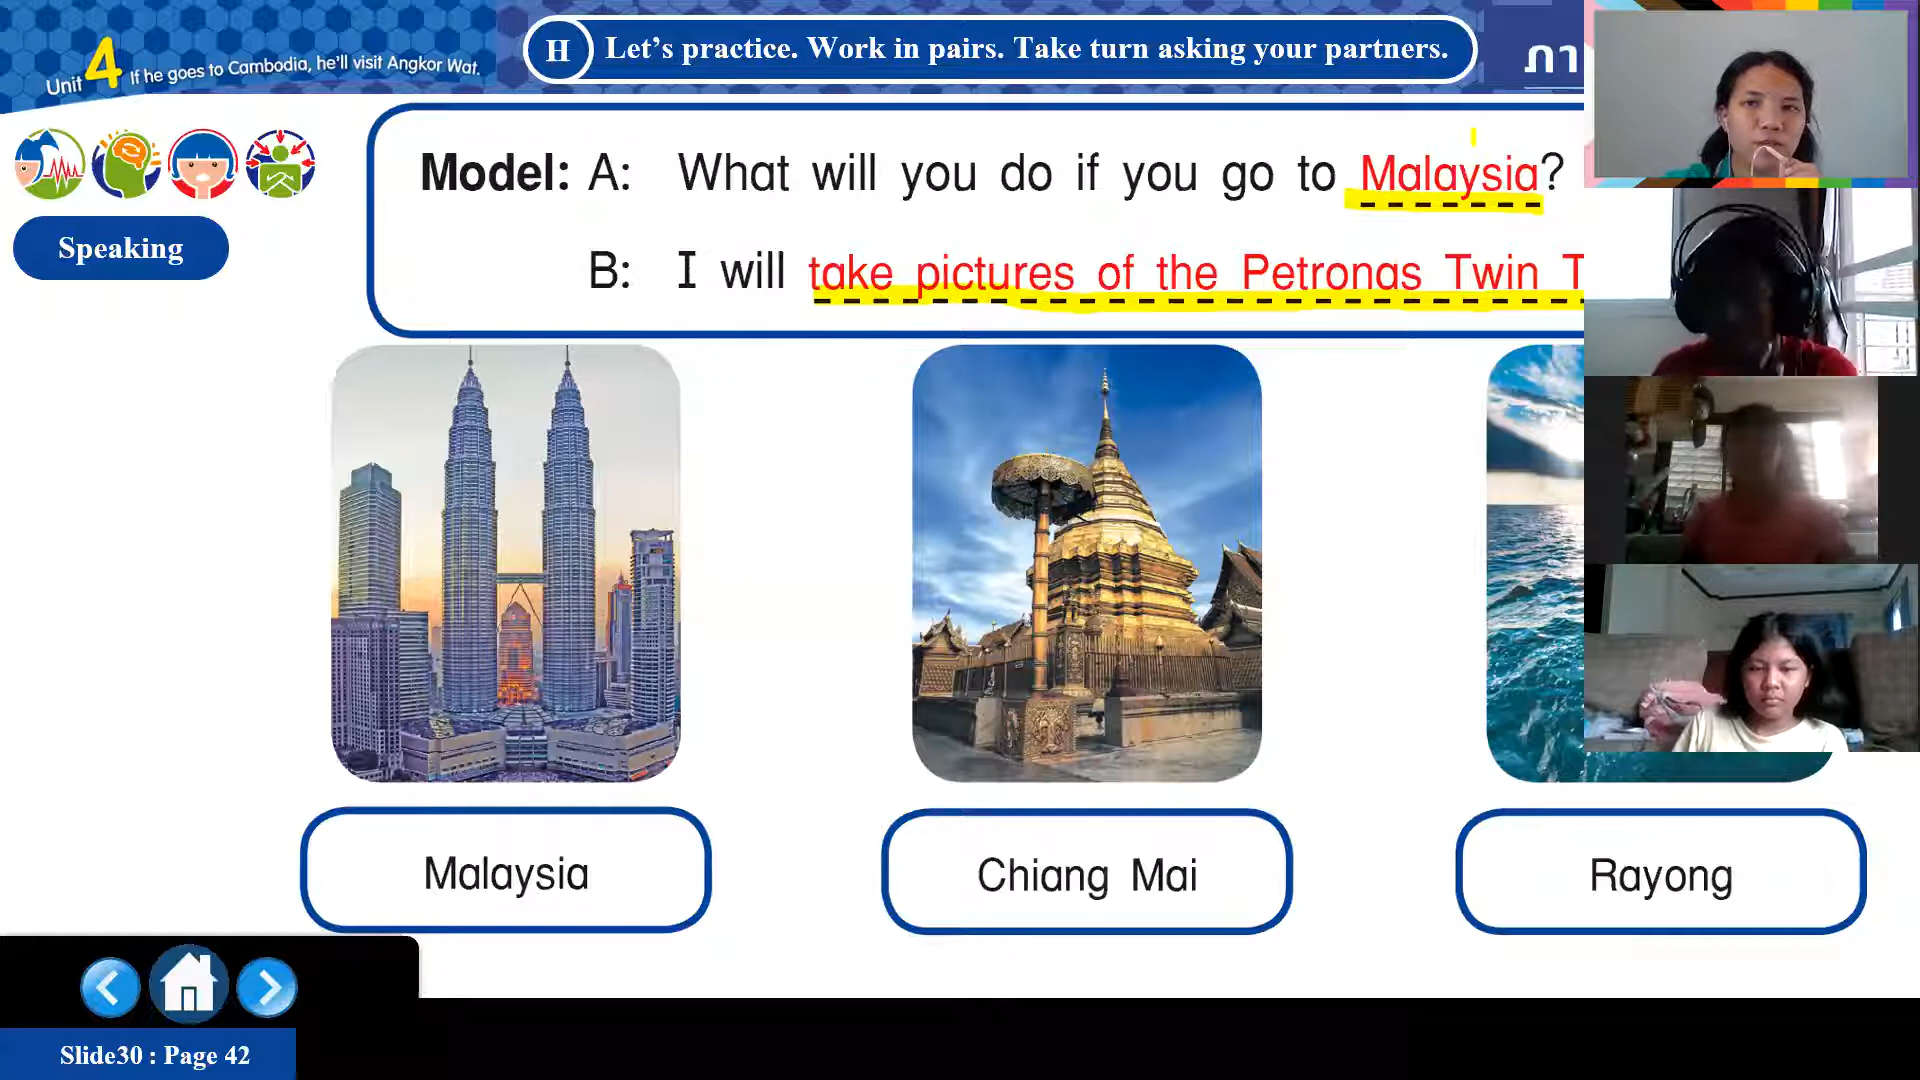 Unit 4 If he goes to Cambodia, he'll visit Angkor Wat.
H Let's practice. Work in pairs. Take turn asking your partners.
ภา
Model: A: What will you do if you go to Malaysia?
B: I will take pictures of the Petronas Twin T
Speaking
Malaysia
Chiang Mai
Rayong
Slide30 : Page 42